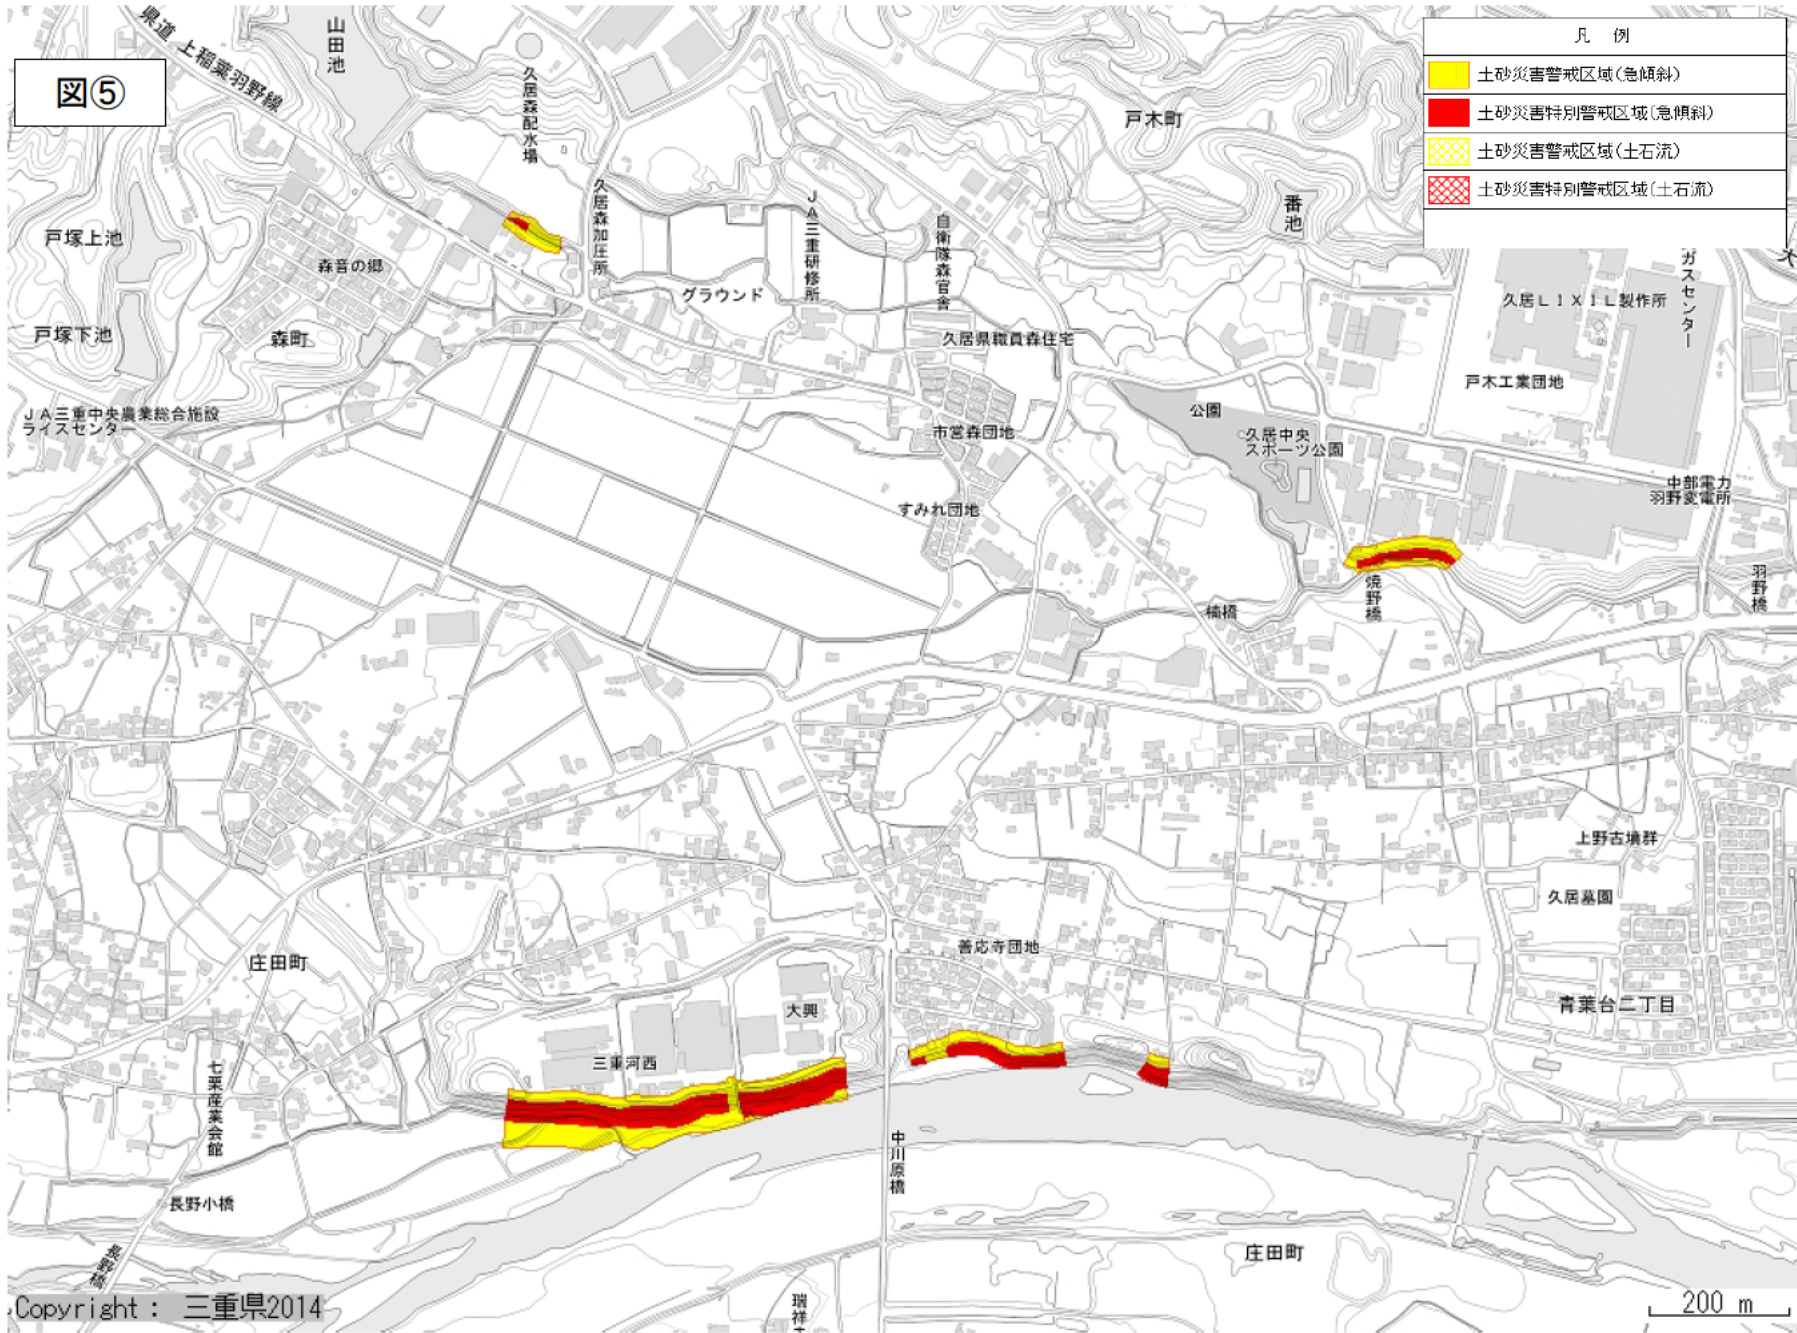 図⑤
県道 上稲葉羽野線
山田池
久居森配水場
戸木町
凡 例
土砂災害警戒区域(急傾斜)
土砂災害特別警戒区域(急傾斜)
土砂災害警戒区域(土石流)
土砂災害特別警戒区域(土石流)
戸塚上池
森音の郷
久居森加圧所
グラウンド
JA三重研修所
自衛隊森官舎
番池
久居LIXIL製作所
ガスセンター
戸塚下池
森町
久居県職員森住宅
戸木工業団地
JA三重中央農業総合施設
ライスセンター
公園
市営森団地
久居中央
スポーツ公園
中部電力
羽野変電所
すみれ団地
楠橋
焼野橋
羽野橋
上野古墳群
久居墓園
庄田町
善応寺団地
青葉台二丁目
大興
三重河西
七栗産業会館
中川原橋
長野小橋
長野橋
庄田町
瑞祥
Copyright : 三重県2014
200 m